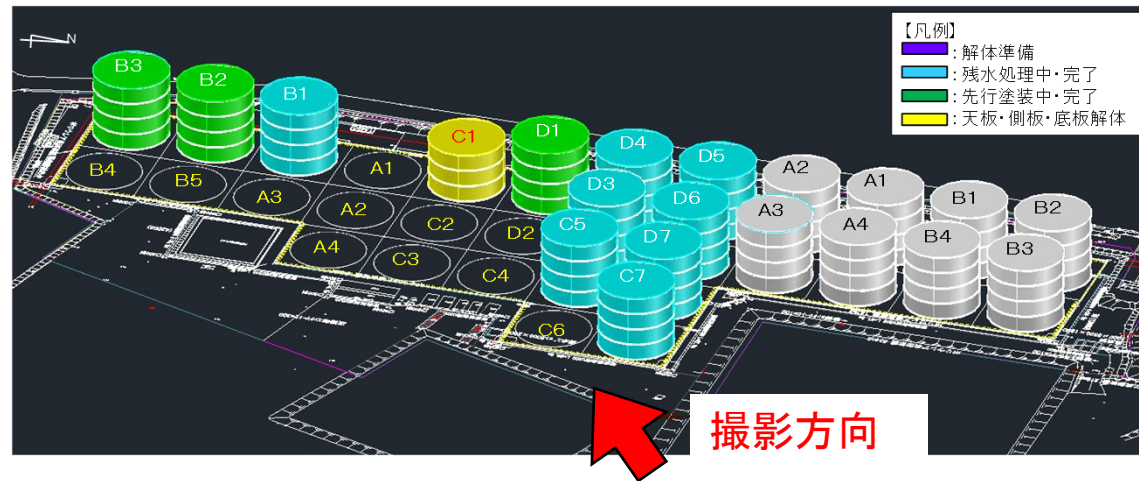 N
【凡例】
：解体準備
：残水処理中・完了
：先行塗装中・完了
：天板・側板・底板解体
B3
B2
B1
C1
D1
D4
D5
A2
A1
B1
B2
B4
B5
A3
A2
A1
C2
D2
D3
D6
A3
A4
B4
B3
A4
C3
C4
C5
D7
C7
C6
撮影方向